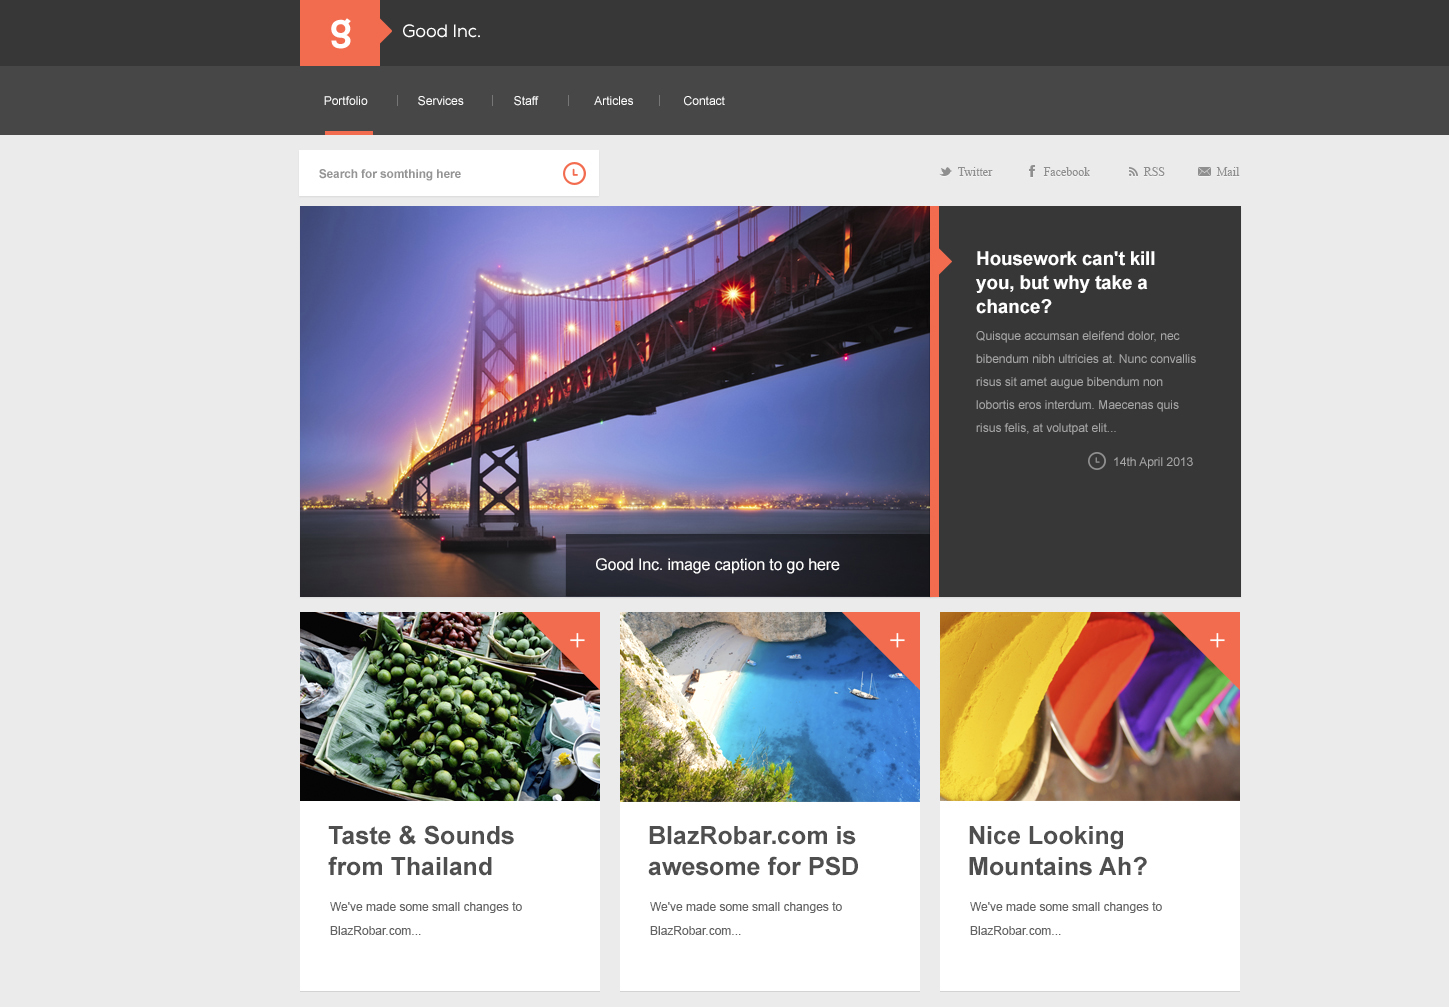 g
Good Inc.
Portfolio
Services
Staff
Articles
Contact
Search for somthing here
Twitter
Facebook
RSS
Mail
Housework can't kill
you, but why take a
chance?
Quisque accumsan eleifend dolor, nec
bibendum nibh ultricies at. Nunc convallis
risus sit amet augue bibendum non
lobortis eros interdum. Maecenas quis
risus felis, at volutpat elit...
14th April 2013
Good Inc. image caption to go here
Taste & Sounds
from Thailand
We've made some small changes to
BlazRobar.com...
BlazRobar.com is
awesome for PSD
We've made some small changes to
BlazRobar.com...
Nice Looking
Mountains Ah?
We've made some small changes to
BlazRobar.com...